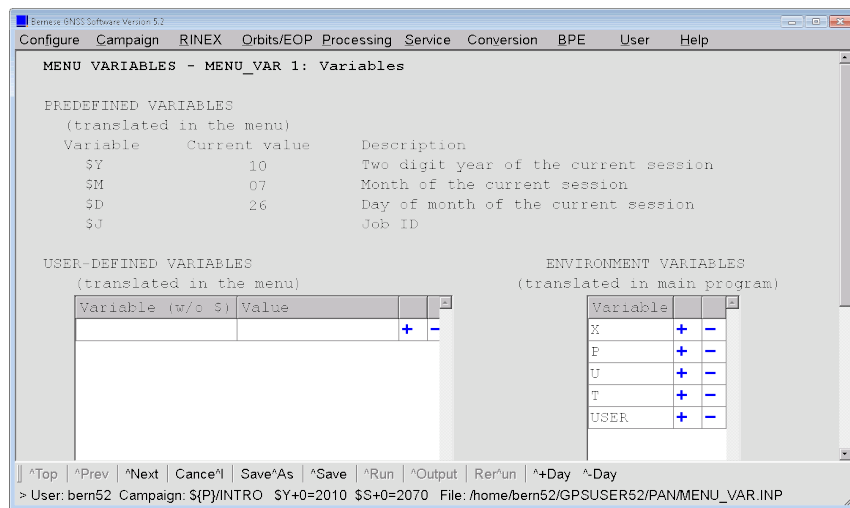 Bernese GNSS Software Version 5.2
Configure Campaign RINEX Orbits/EOP Processing Service Conversion BPE User Help
MENU VARIABLES - MENU_VAR 1: Variables
PREDEFINED VARIABLES
(translated in the menu)
Variable Current value Description
$Y 10 Two digit year of the current session
$M 07 Month of the current session
$D 26 Day of month of the current session
$J Job ID
USER-DEFINED VARIABLES ENVIRONMENT VARIABLES
(translated in the menu) (translated in main program)
Variable (w/o $) Value Variable
+ - X + -
P + -
U + -
T + -
USER + -
^Top ^Prev ^Next Cance^l Save^As ^Save ^Run ^Output Rer^un ^+Day ^-Day
> User: bern52 Campaign: ${P}/INTRO $Y+0=2010 $S+0=2070 File: /home/bern52/GPSUSER52/PAN/MENU_VAR.INP